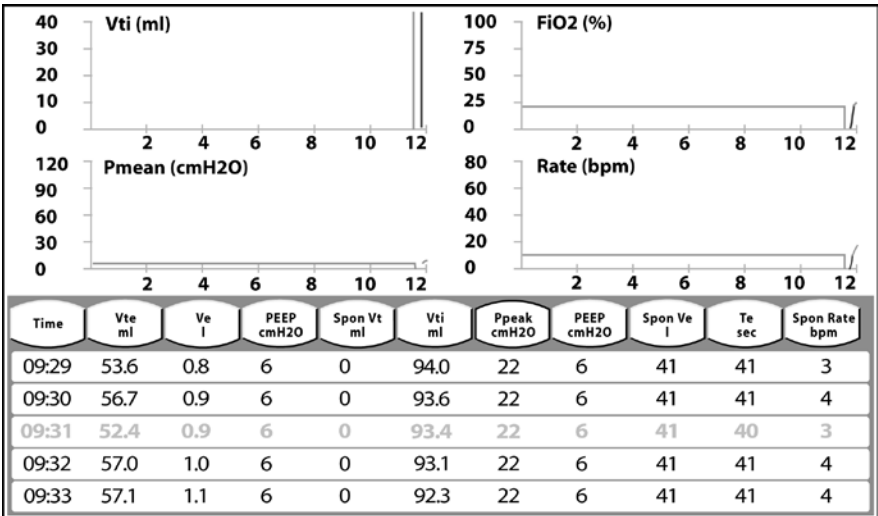 Vti (ml)
40
30
20
10
0
2 4 6 8 10 12
FiO2 (%)
100
75
50
25
0
2 4 6 8 10 12
Pmean (cmH2O)
120
90
60
30
0
2 4 6 8 10 12
Rate (bpm)
80
60
40
20
0
2 4 6 8 10 12
Time Vte ml Ve l PEEP cmH2O Spon Vt ml Vti ml Ppeak cmH2O PEEP cmH2O Spon Ve l Te sec Spon Rate bpm
09:29 53.6 0.8 6 0 94.0 22 6 41 41 3
09:30 56.7 0.9 6 0 93.6 22 6 41 41 4
09:31 52.4 0.9 6 0 93.4 22 6 41 40 3
09:32 57.0 1.0 6 0 93.1 22 6 41 41 4
09:33 57.1 1.1 6 0 92.3 22 6 41 41 4